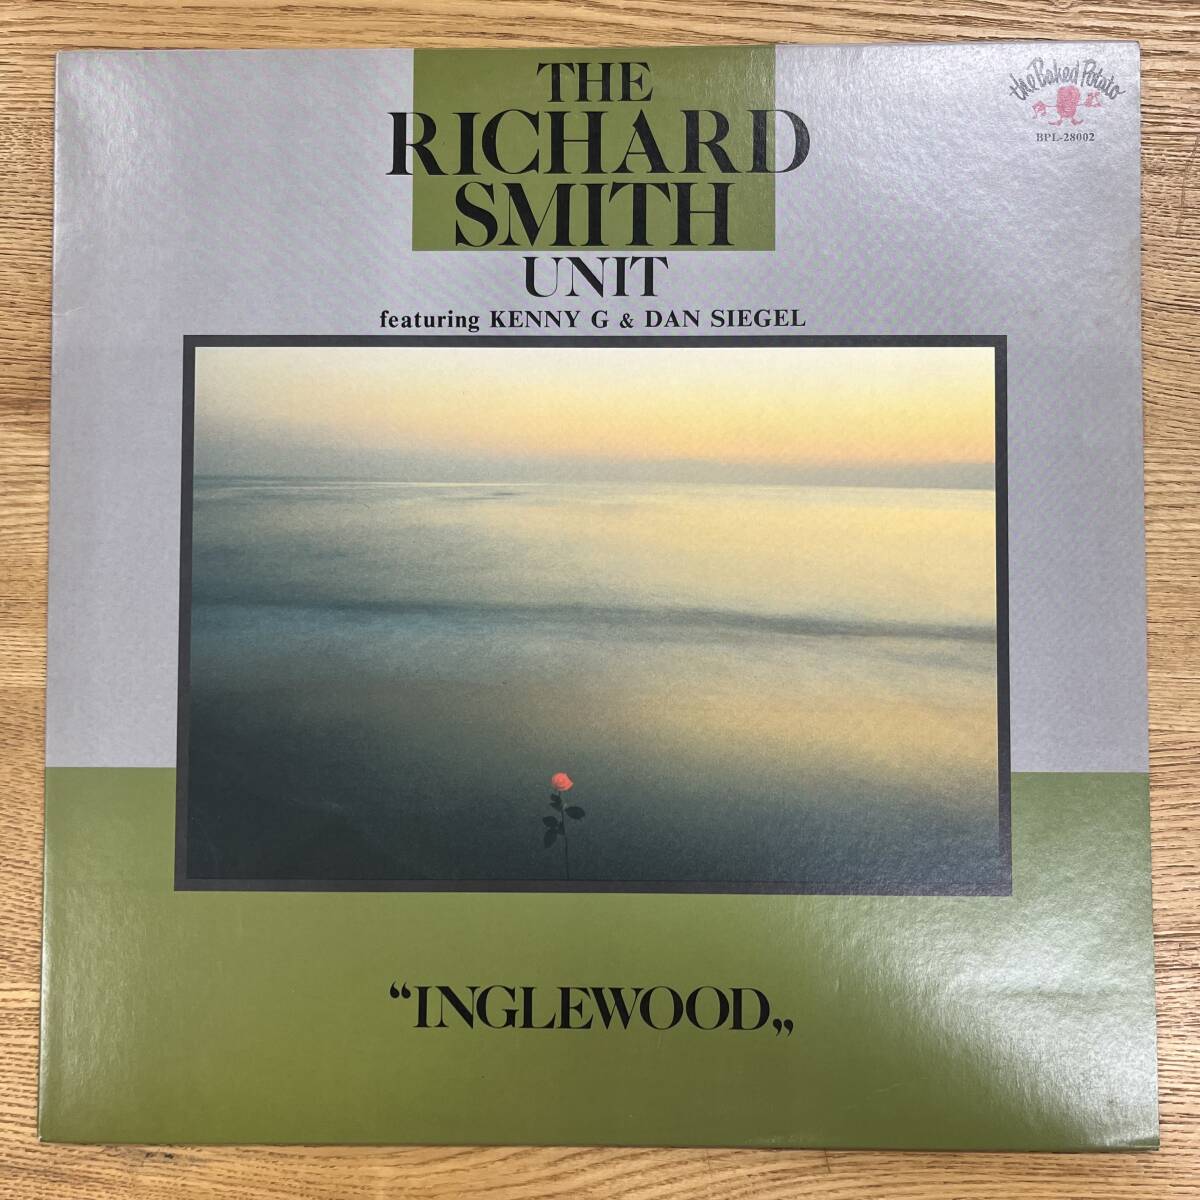 the Baked Potato
BPL-28002
THE
RICHARD
SMITH
UNIT
featuring KENNY G & DAN SIEGEL
“INGLEWOOD„